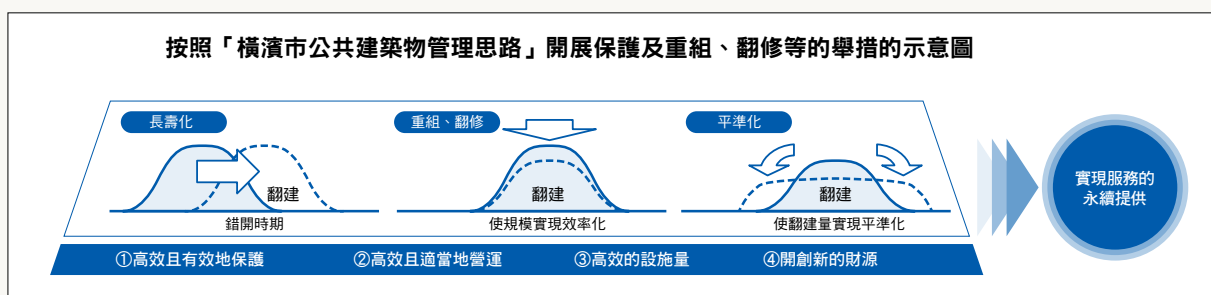 按照「橫濱市公共建築物管理思路」開展保護及重組、翻修等的舉措的示意圖
長壽化
翻建
錯開時期
重組、翻修
翻建
使規模實現效率化
平準化
翻建
使翻建量實現平準化
實現服務的
永續提供
①高效且有效地保護
②高效且適當地營運
③高效的設施量
④開創新的財源